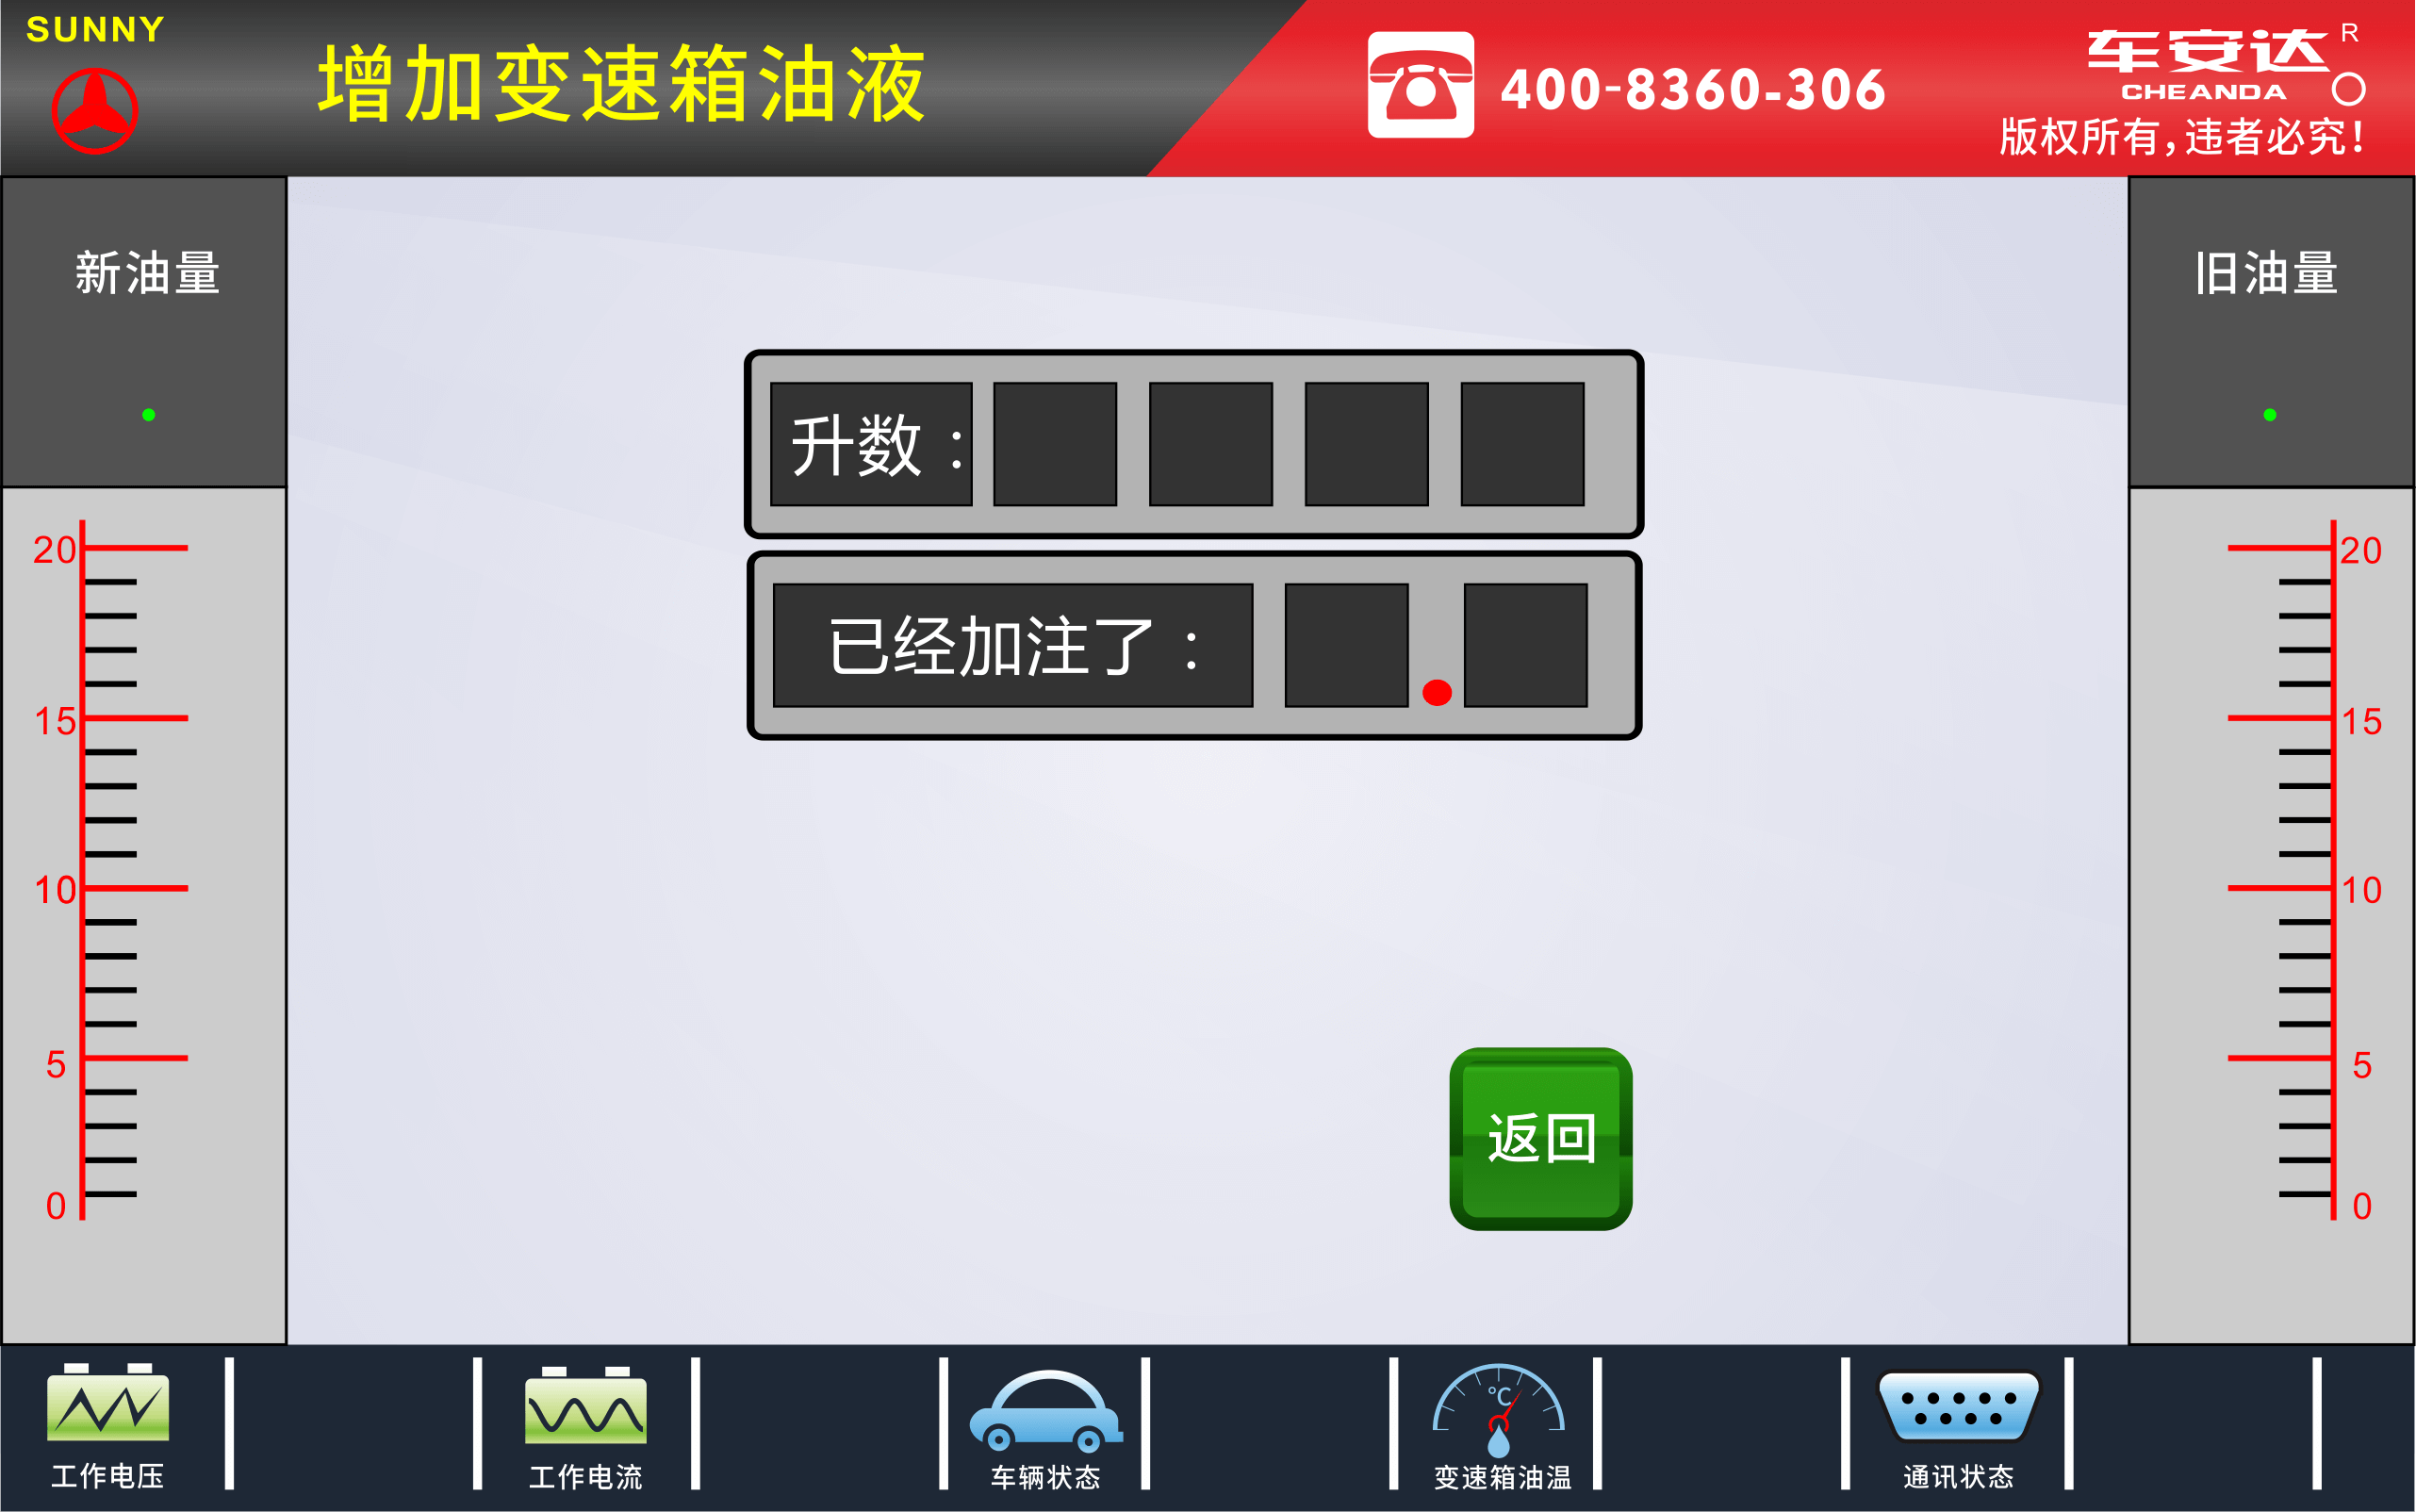 SUNNY
增加变速箱油液
400-8360-306
车安达 R
CHEANDA
版权所有,违者必究!
新油量
旧油量
升数：
已经加注了：
20
15
10
5
0
20
15
10
5
0
返回
℃
工作电压
工作电流
车辆状态
变速箱油温
通讯状态